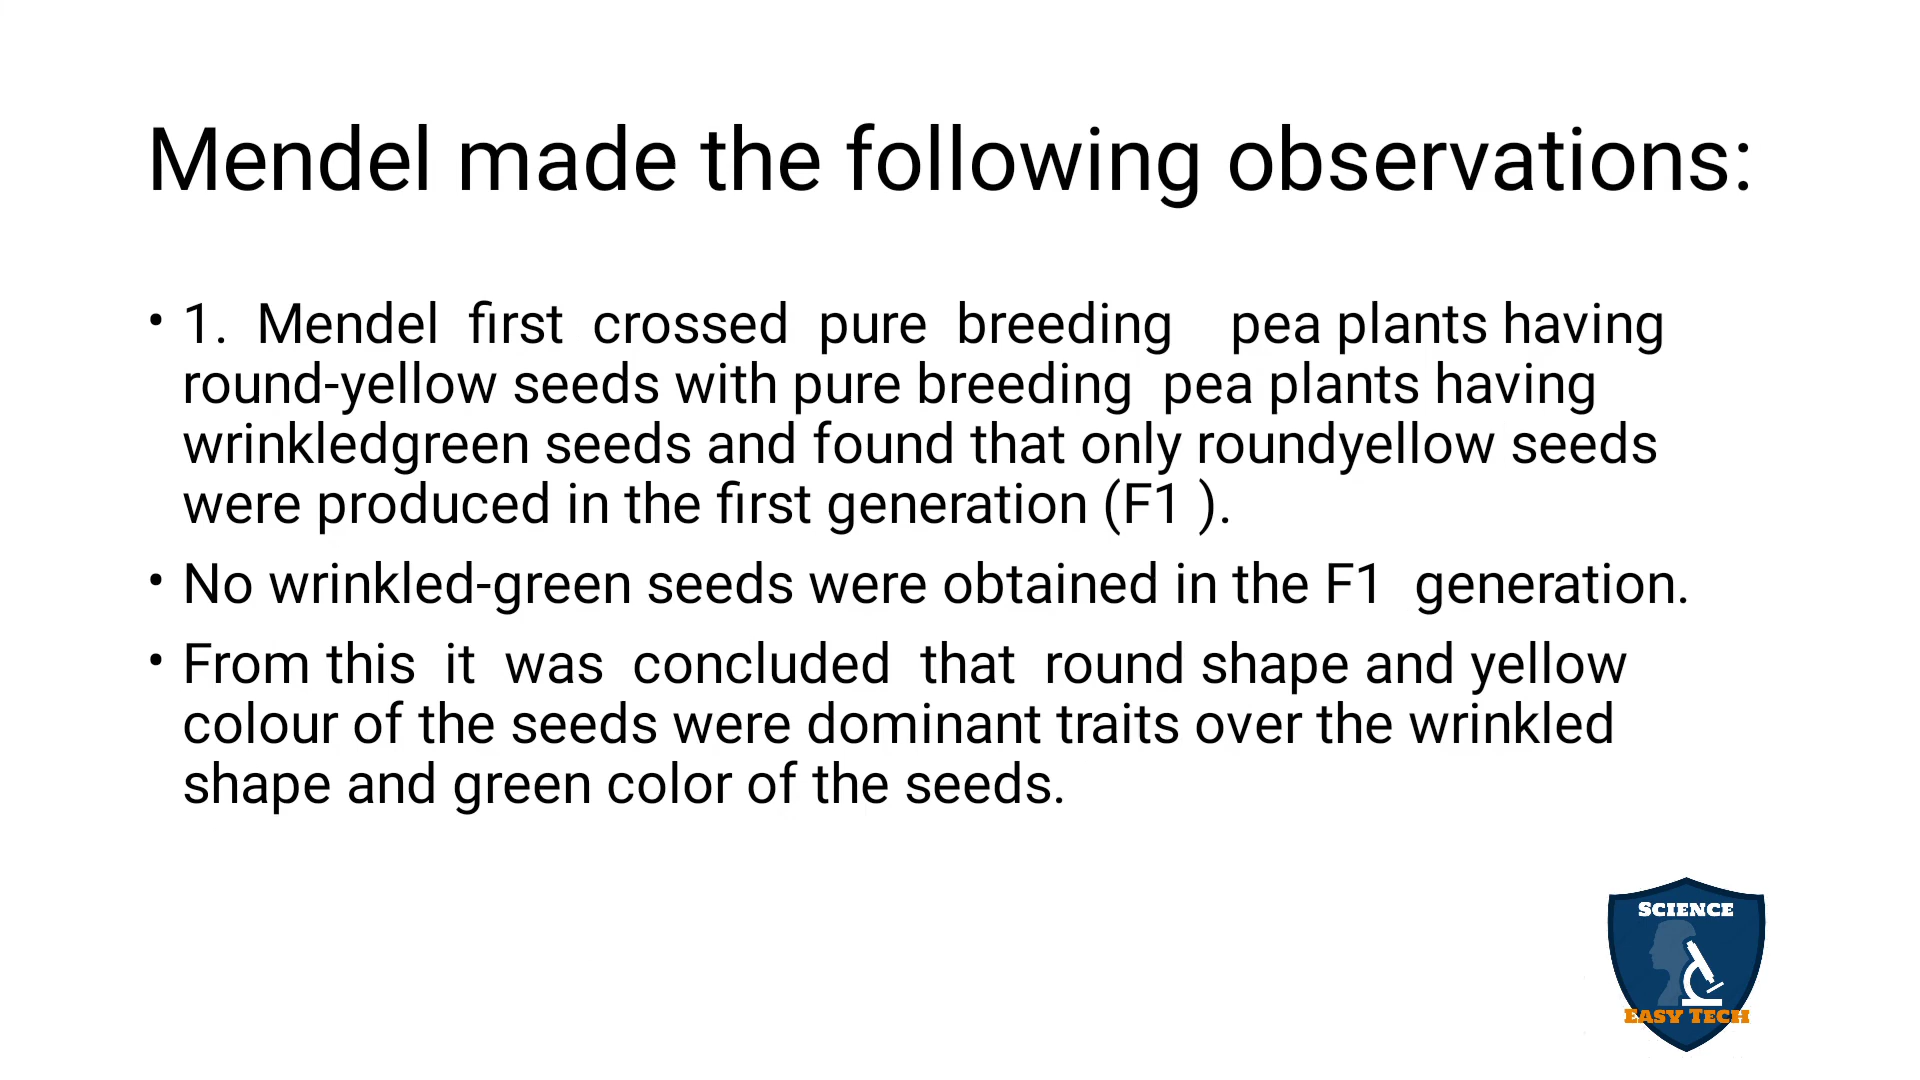 Mendel made the following observations:
• 1. Mendel first crossed pure breeding pea plants having
round-yellow seeds with pure breeding pea plants having
wrinkledgreen seeds and found that only roundyellow seeds
were produced in the first generation (F1 ).
• No wrinkled-green seeds were obtained in the F1 generation.
• From this it was concluded that round shape and yellow
colour of the seeds were dominant traits over the wrinkled
shape and green color of the seeds.
SCIENCE
EASY TECH